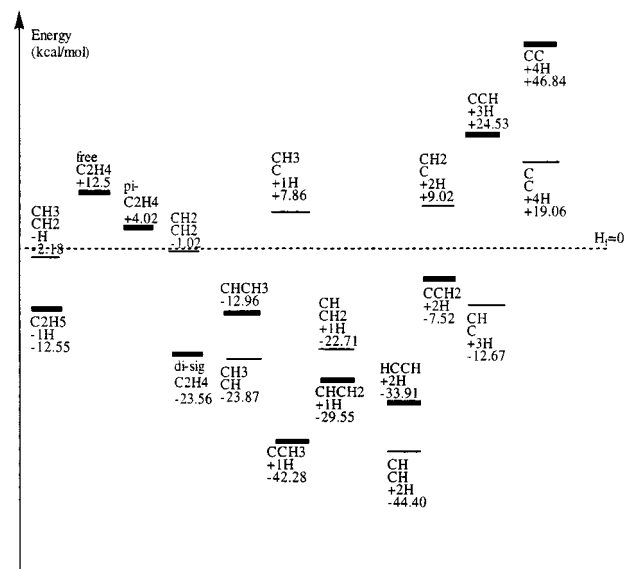 Energy
(kcal/mol)
CC
+4H
+46.84
CCH
+3H
+24.53
free
C2H4
+12.5
pi-
C2H4
+4.02
CH3
C
+1H
+7.86
CH2
C
+2H
+9.02
C
C
+4H
+19.06
CH3
CH2
-H
-2.18
CH2
CH2
-1.02
Hf=0
C2H5
-1H
-12.55
di-sig
C2H4
-23.56
CHCH3
-12.96
CH3
CH
-23.87
CCH3
+1H
-42.28
CH
CH2
+1H
-22.71
CHCH2
+1H
-29.55
HCCH
+2H
-33.91
CH
CH
+2H
-44.40
CCH2
+2H
-7.52
CH
C
+3H
-12.67